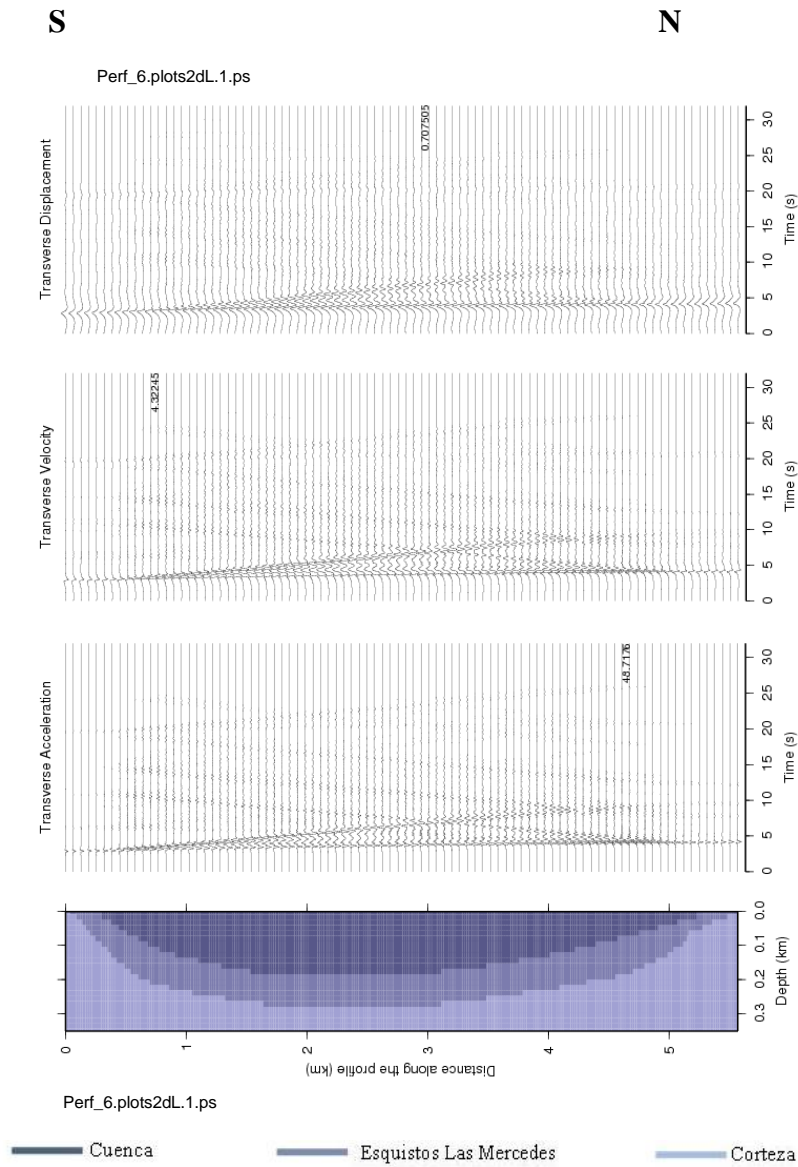 S N
Perf_6.plots2dL.1.ps
Transverse Displacement
0.707505
0 5 10 15 20 25 30
Time (s)
Transverse Velocity
4.32245
0 5 10 15 20 25 30
Time (s)
Transverse Acceleration
48.7176
0 5 10 15 20 25 30
Time (s)
0.0 0.1 0.2 0.3
Depth (km)
0 1 2 3 4 5
Distance along the profile (km)
Perf_6.plots2dL.1.ps
Cuenca Esquistos Las Mercedes Corteza